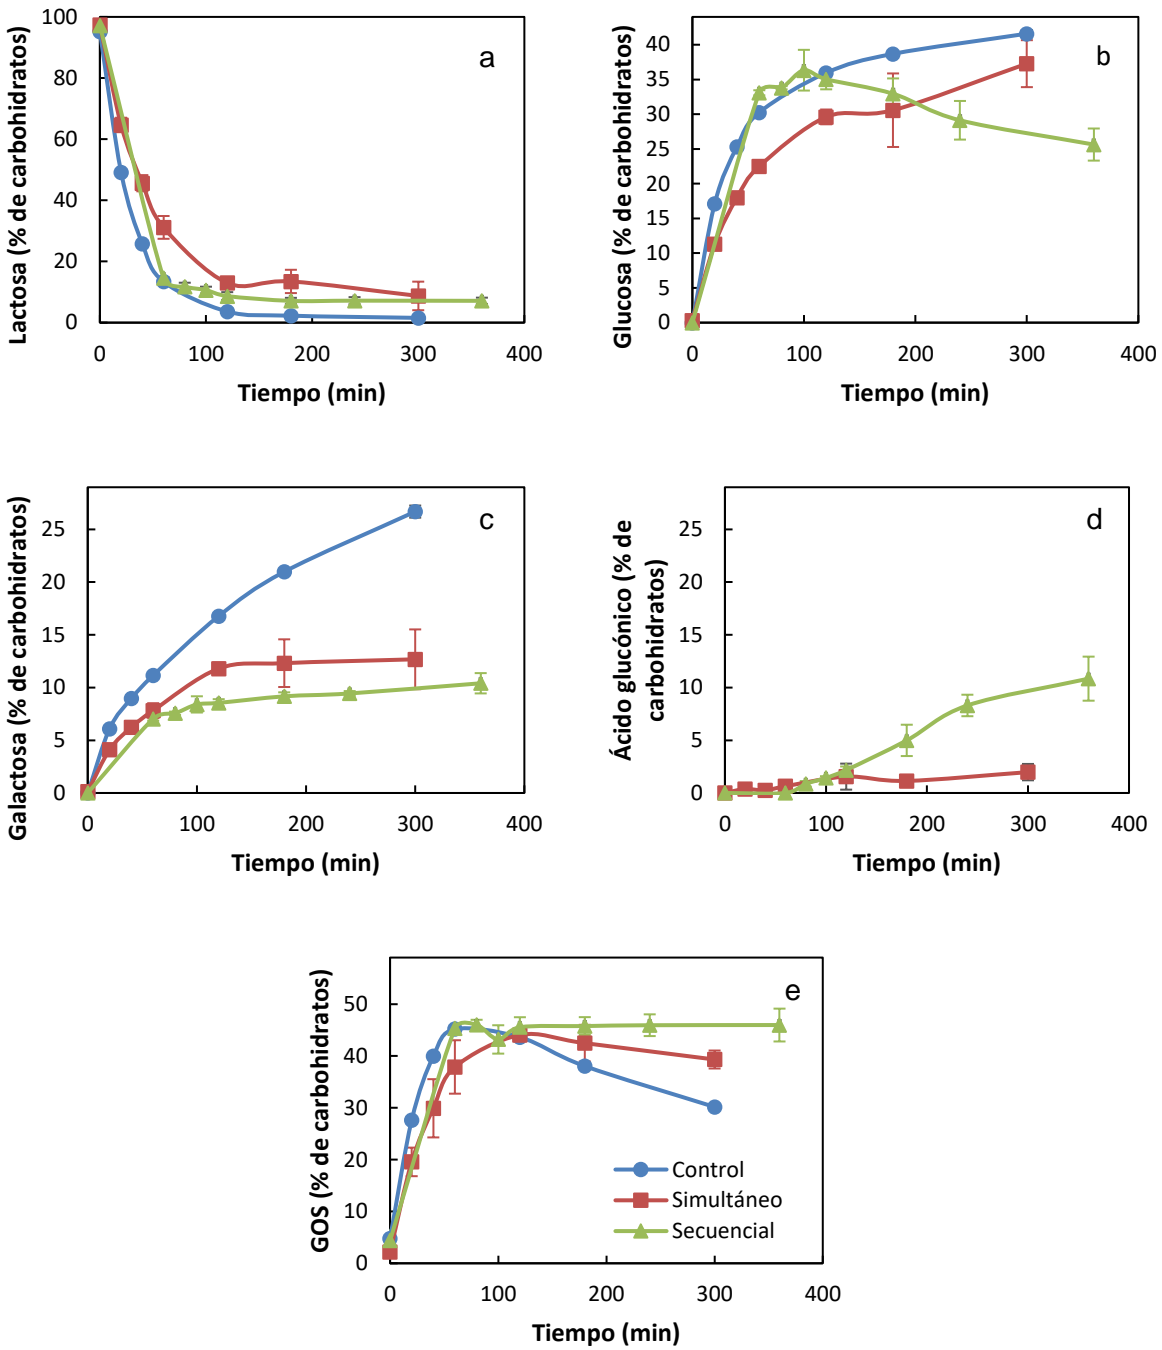 a
Lactosa (% de carbohidratos)
100
80
60
40
20
0
0 100 200 300 400
Tiempo (min)
b
Glucosa (% de carbohidratos)
40
35
30
25
20
15
10
5
0
0 100 200 300 400
Tiempo (min)
c
Galactosa (% de carbohidratos)
25
20
15
10
5
0
0 100 200 300 400
Tiempo (min)
d
Ácido glucónico (% de
carbohidratos)
25
20
15
10
5
0
0 100 200 300 400
Tiempo (min)
e
GOS (% de carbohidratos)
50
40
30
20
10
0
Control
Simultáneo
Secuencial
0 100 200 300 400
Tiempo (min)